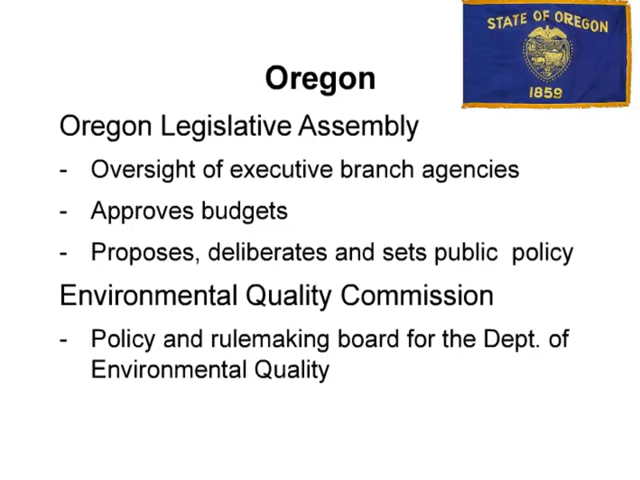 STATE OF OREGON
1859
Oregon
Oregon Legislative Assembly
- Oversight of executive branch agencies
- Approves budgets
- Proposes, deliberates and sets public policy
Environmental Quality Commission
- Policy and rulemaking board for the Dept. of
Environmental Quality